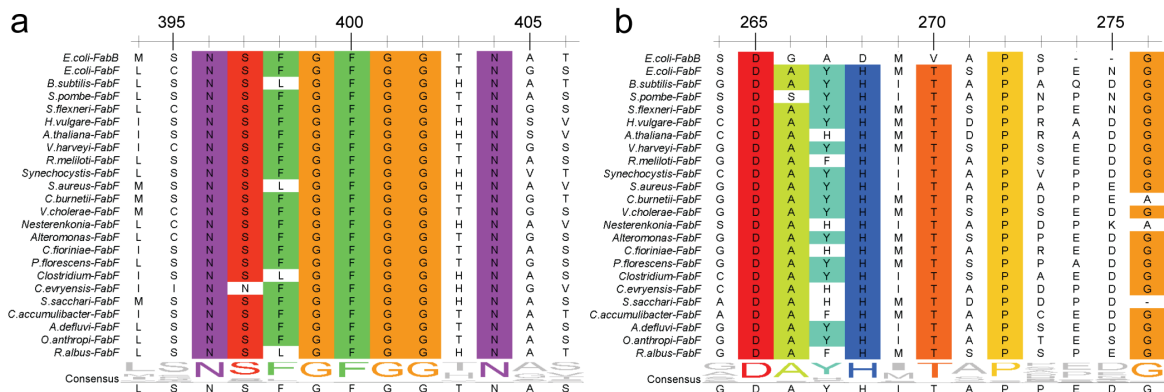 a
395 400 405
E.coli-FabB M S N S F G F G G T N A T
E.coli-FabF L C N S F G F G G T N G S
B.subtilis-FabF L S N S L G F G G H N A T
S.pombe-FabF L S N S F G F G G T N A S
S.flexneri-FabF L C N S F G F G G T N G S
H.vulgare-FabF I S N S F G F G G H N S V
A.thaliana-FabF I S N S F G F G G H N S V
V.harveyi-FabF I C N S F G F G G T N G S
R.meliloti-FabF L S N S F G F G G T N A S
Synechocystis-FabF L S N S F G F G G T N V T
S.aureus-FabF M S N S L G F G G H N A V
C.burnetii-FabF M C N S F G F G G T N G T
V.cholerae-FabF M C N S F G F G G T N G S
Nesterenkonia-FabF L C N S F G F G G H N A V
Alteromonas-FabF L C N S F G F G G T N G S
C.fioriniae-FabF I S N S F G F G G T N A S
P.florescens-FabF L S N S F G F G G T N G S
Clostridium-FabF I S N S L G F G G H N A S
C.evryensis-FabF I I N N F G F G G H N G V
S.sacchari-FabF M S N S F G F G G H N A S
C.accumulibacter-FabF I S N S F G F G G T N A T
A.defluvi-FabF L S N S F G F G G T N A S
O.anthropi-FabF L S N S F G F G G T N A S
R.albus-FabF L S N S L G F G G H N A T
Consensus
L S N S F G F G G T N A S
b
265 270 275
E.coli-FabB S D G A D M V A P S - - G
E.coli-FabF S D A Y H M T S P P E N G
B.subtilis-FabF G D A Y H I T A P A Q D G
S.pombe-FabF G D S Y H I T A P N P N G
S.flexneri-FabF S D A Y H M T S P P E N G
H.vulgare-FabF C D A Y H M T D P R A D G
A.thaliana-FabF C D A H H M T D P R A D G
V.harveyi-FabF S D A Y H M T S P S E D G
R.meliloti-FabF G D A F H I T A P S E D G
Synechocystis-FabF C D A Y H I T A P V P D G
S.aureus-FabF G D A Y H I T A P A P E G
C.burnetii-FabF G D A Y H M T R P D P E A
V.cholerae-FabF G D A Y H M T S P S E D G
Nesterenkonia-FabF S D A H H I T A P D P K A
Alteromonas-FabF S D A Y H M T S P P E D G
C.fioriniae-FabF C D A H H I T S P R E D G
P.florescens-FabF G D A Y H M T S P P A D G
Clostridium-FabF C D A Y H I T S P A E D G
C.evryensis-FabF C D A H H I T A P D P D G
S.sacchari-FabF G D A H H M T D P D P D -
C.accumulibacter-FabF A D A F H M T A P C E D G
A.defluvi-FabF G D A Y H I T A P S E D G
O.anthropi-FabF G D A Y H I T A P T E S G
R.albus-FabF G D A F H M T S P S P E G
Consensus
G D A Y H I T A P E E D G